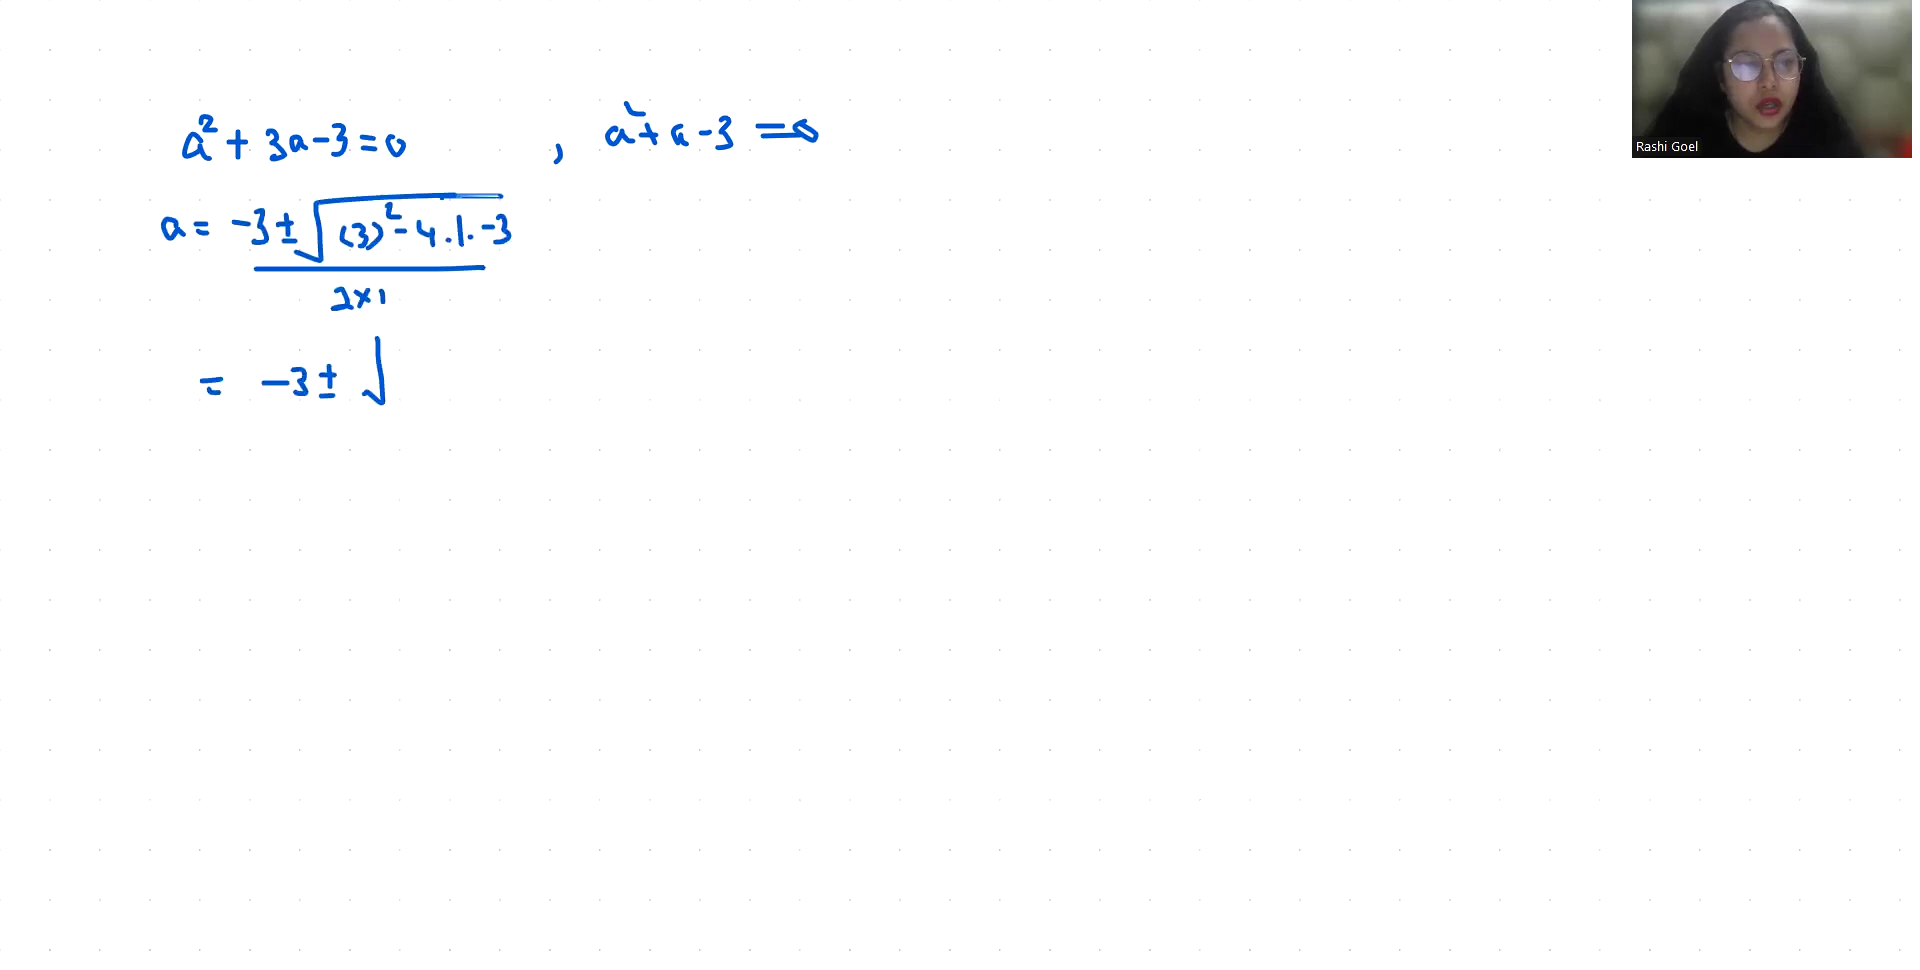 a² + 3a - 3 = 0 , a² + a - 3 = 0
a = -3 ± √(3)² - 4 . 1 . -3
2 × 1
= -3 ± √
Rashi Goel